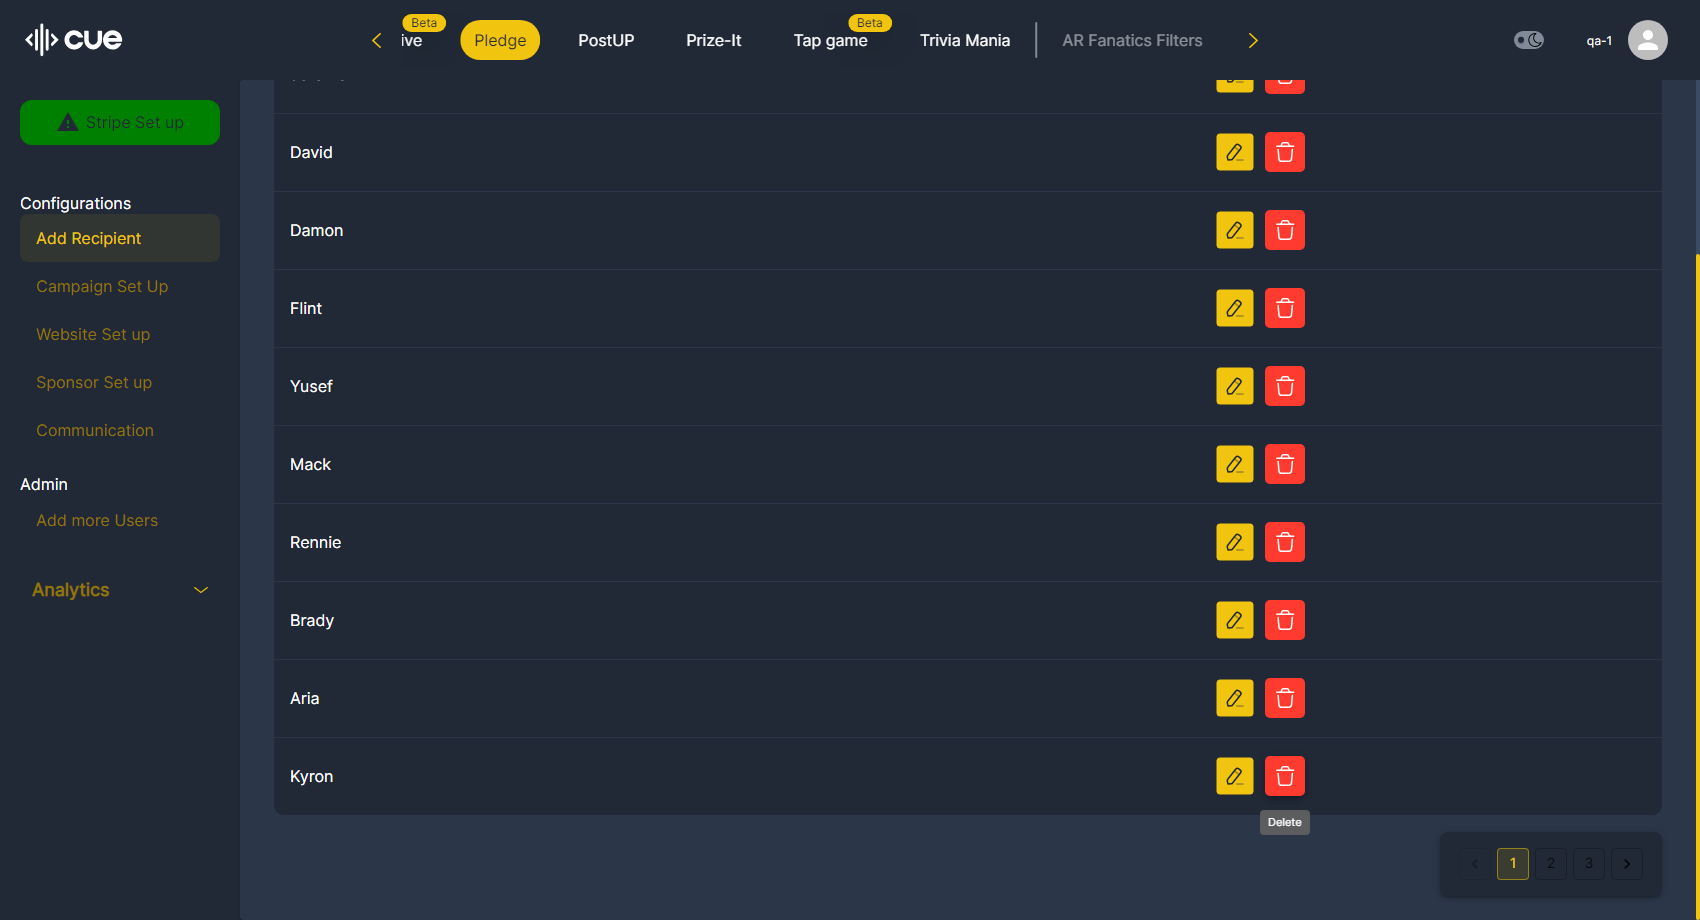 cue
Beta
ive
Pledge
PostUP
Prize-It
Beta
Tap game
Trivia Mania
AR Fanatics Filters
qa-1
Stripe Set up
Configurations
Add Recipient
Campaign Set Up
Website Set up
Sponsor Set up
Communication
Admin
Add more Users
Analytics
David
Damon
Flint
Yusef
Mack
Rennie
Brady
Aria
Kyron
Delete
1 2 3